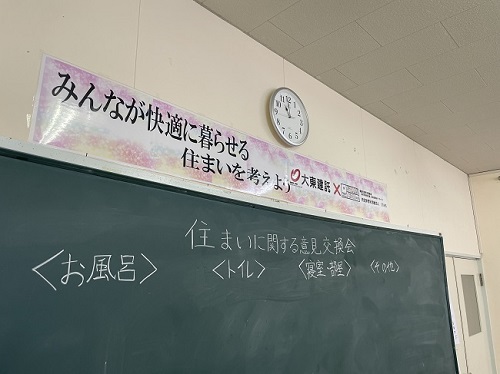 みんなが快適に暮らせる
住まいを考えよう
大東建託
住まいに関する意見交換会
<お風呂> <トイレ> <寝室・部屋> <その他>